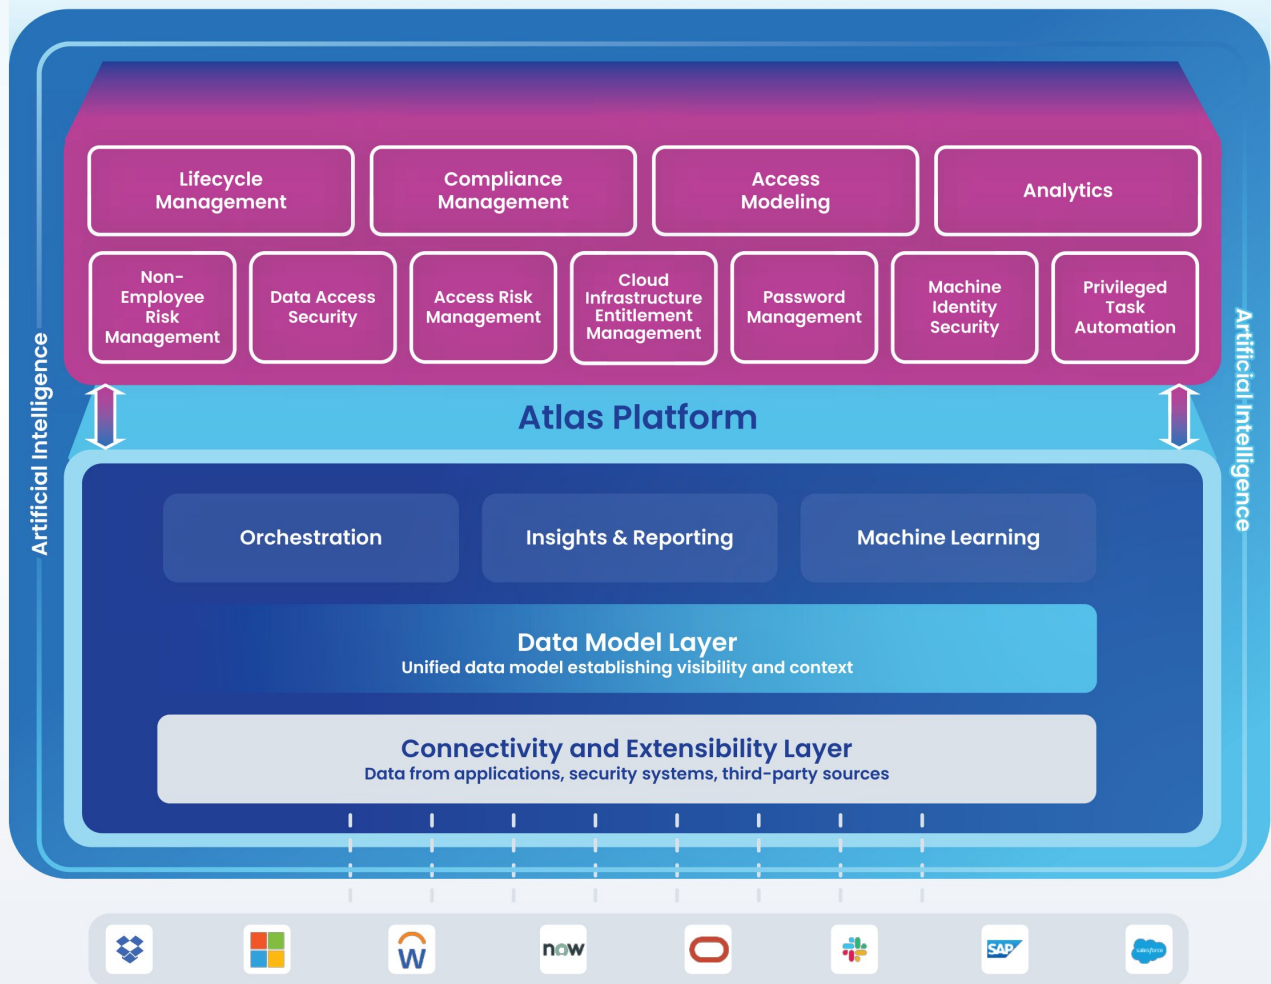 Lifecycle
Management
Compliance
Management
Access
Modeling
Analytics
Non-
Employee
Risk
Management
Data Access
Security
Access Risk
Management
Cloud
Infrastructure
Entitlement
Management
Password
Management
Machine
Identity
Security
Privileged
Task
Automation
Artificial Intelligence
Artificial Intelligence
Atlas Platform
Orchestration
Insights & Reporting
Machine Learning
Data Model Layer
Unified data model establishing visibility and context
Connectivity and Extensibility Layer
Data from applications, security systems, third-party sources
W
now
SAP
salesforce